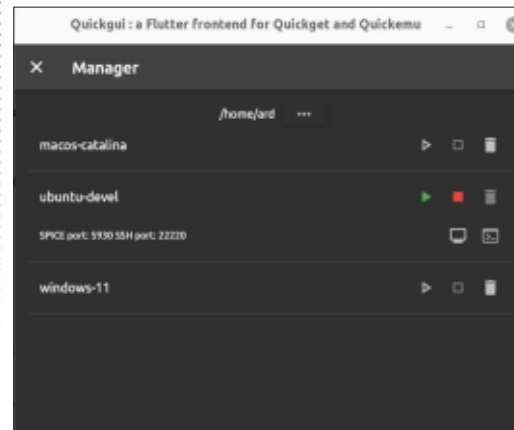 Quickgui : a Flutter frontend for Quickget and Quickemu
Manager
/home/ard
macos-catalina
ubuntu-devel
SPICE port: 5930 SSH port: 22220
windows-11